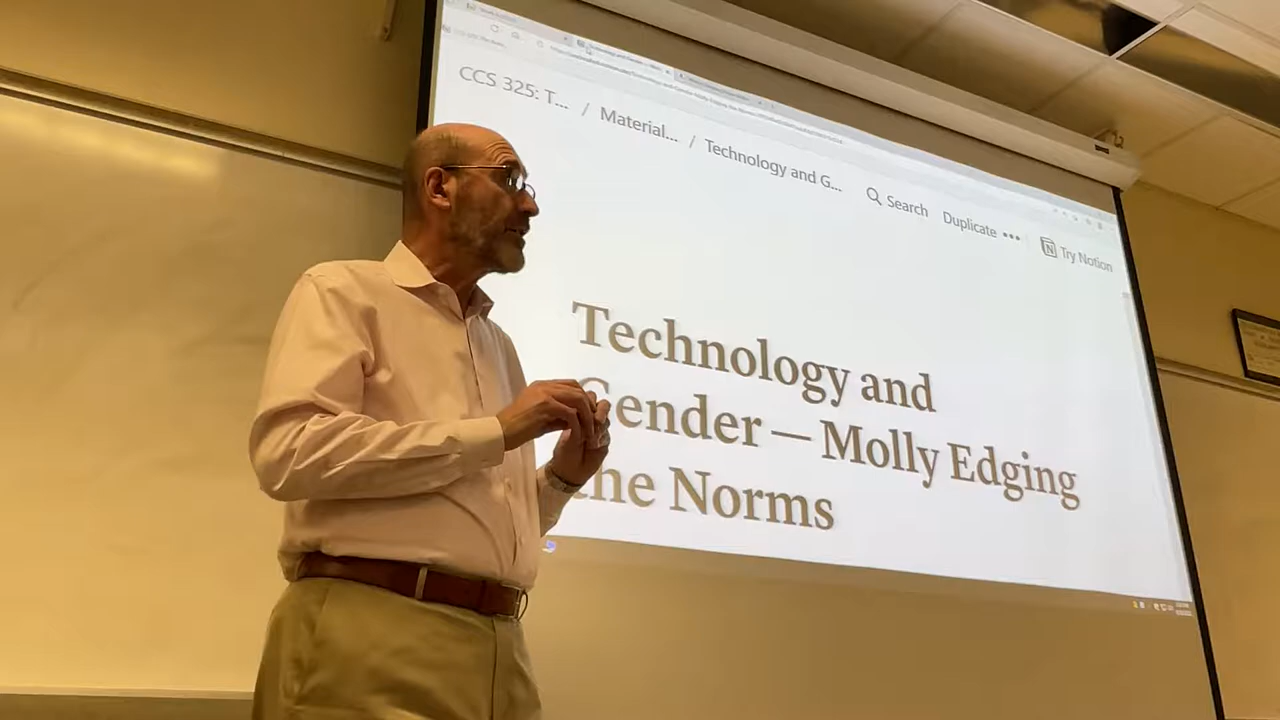 CCS 325: T... / Material... / Technology and G...
Search Duplicate ••• Try Notion
Technology and
Gender — Molly Edging
the Norms